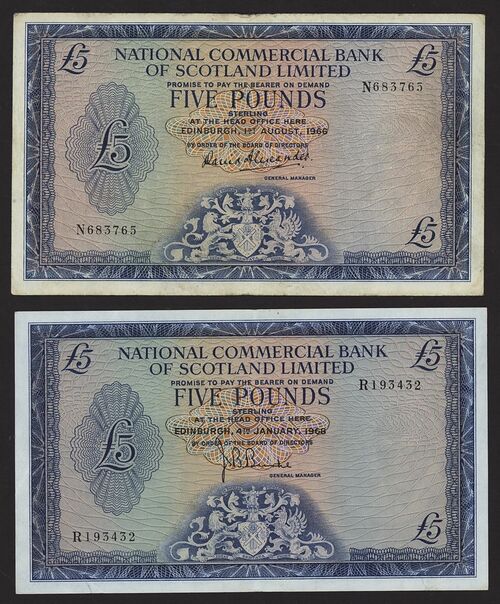 £5 £5
NATIONAL COMMERCIAL BANK
OF SCOTLAND LIMITED
PROMISE TO PAY THE BEARER ON DEMAND
N683765
FIVE POUNDS
STERLING
AT THE HEAD OFFICE HERE
EDINBURGH, 1ST AUGUST, 1966
BY ORDER OF THE BOARD OF DIRECTORS
£5
David Alexander
GENERAL MANAGER
N683765
£5
£5 £5
NATIONAL COMMERCIAL BANK
OF SCOTLAND LIMITED
PROMISE TO PAY THE BEARER ON DEMAND
R193432
FIVE POUNDS
STERLING
AT THE HEAD OFFICE HERE
EDINBURGH, 4TH JANUARY, 1968
BY ORDER OF THE BOARD OF DIRECTORS
£5
GENERAL MANAGER
R193432
£5